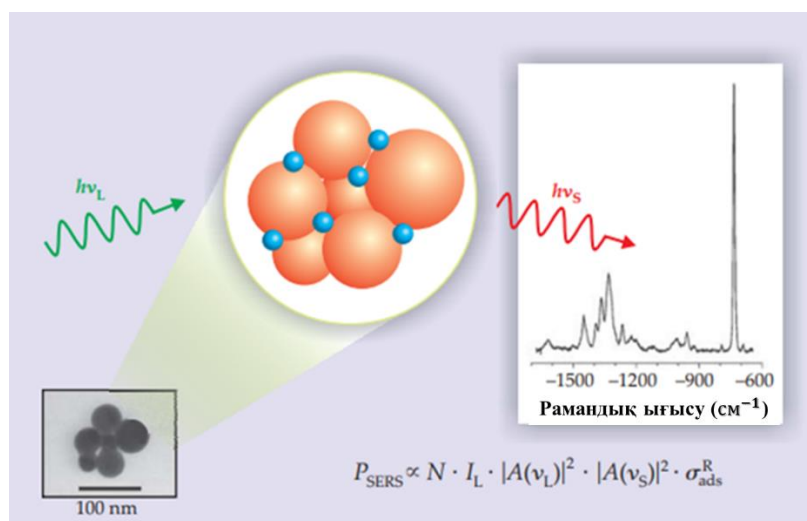 hν_L
hν_S
−1500 −1200 −900 −600
Рамандық ығысу (см⁻¹)
100 nm
P_SERS ∝ N · I_L · |A(ν_L)|² · |A(ν_S)|² · σ_ads^R